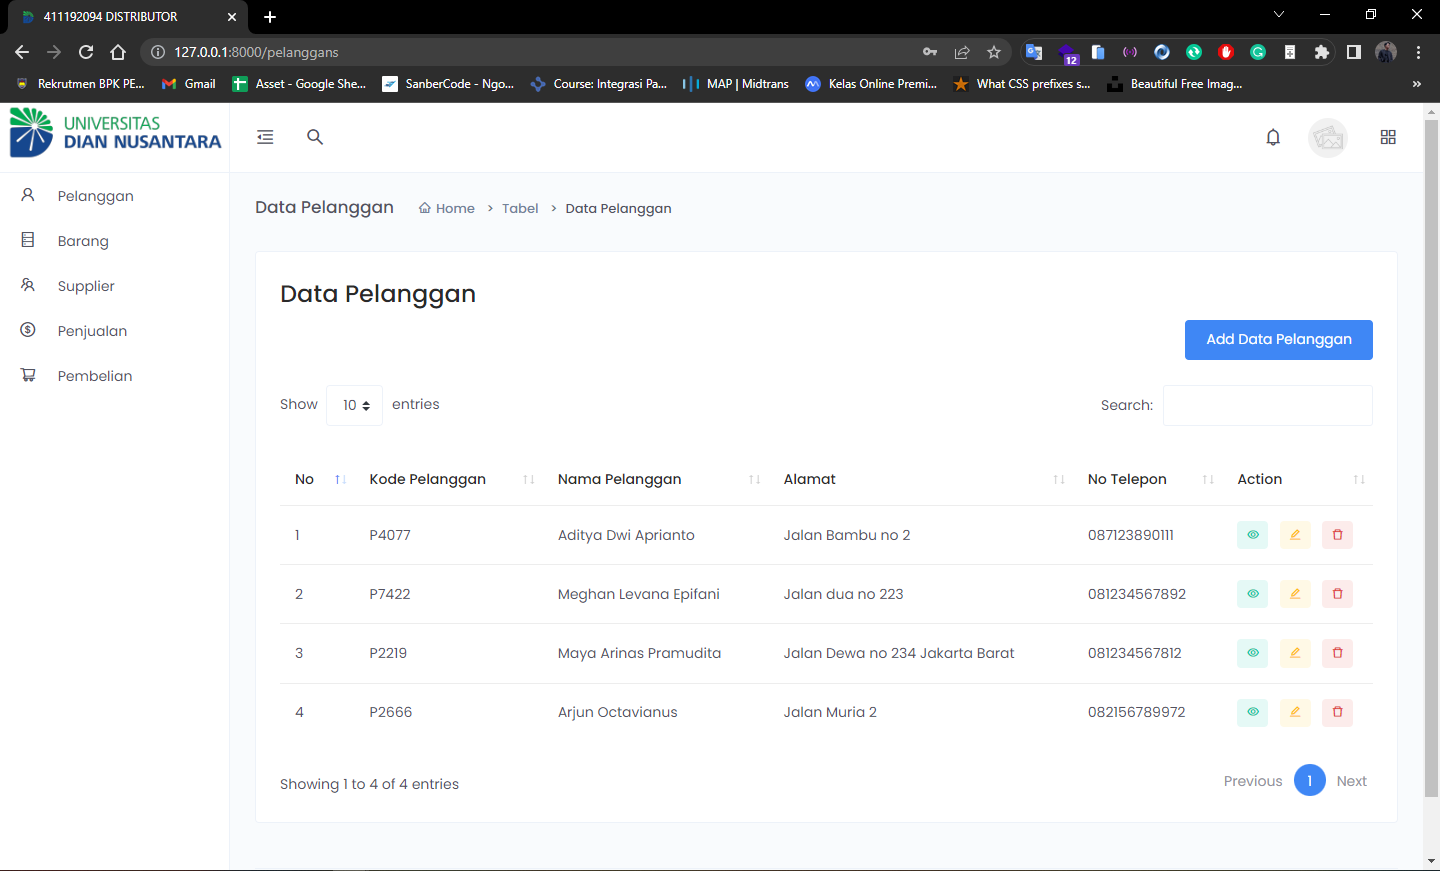 411192094 DISTRIBUTOR
127.0.0.1:8000/pelanggans
12
Rekrutmen BPK PE... Gmail Asset - Google She... SanberCode - Ngo... Course: Integrasi Pa... MAP | Midtrans Kelas Online Premi... What CSS prefixes s... Beautiful Free Imag... »
UNIVERSITAS
DIAN NUSANTARA
Pelanggan
Barang
Supplier
Penjualan
Pembelian
Data Pelanggan Home > Tabel > Data Pelanggan
Data Pelanggan
Add Data Pelanggan
Show 10 entries Search:
No Kode Pelanggan Nama Pelanggan Alamat No Telepon Action
1 P4077 Aditya Dwi Aprianto Jalan Bambu no 2 087123890111
2 P7422 Meghan Levana Epifani Jalan dua no 223 081234567892
3 P2219 Maya Arinas Pramudita Jalan Dewa no 234 Jakarta Barat 081234567812
4 P2666 Arjun Octavianus Jalan Muria 2 082156789972
Showing 1 to 4 of 4 entries Previous 1 Next